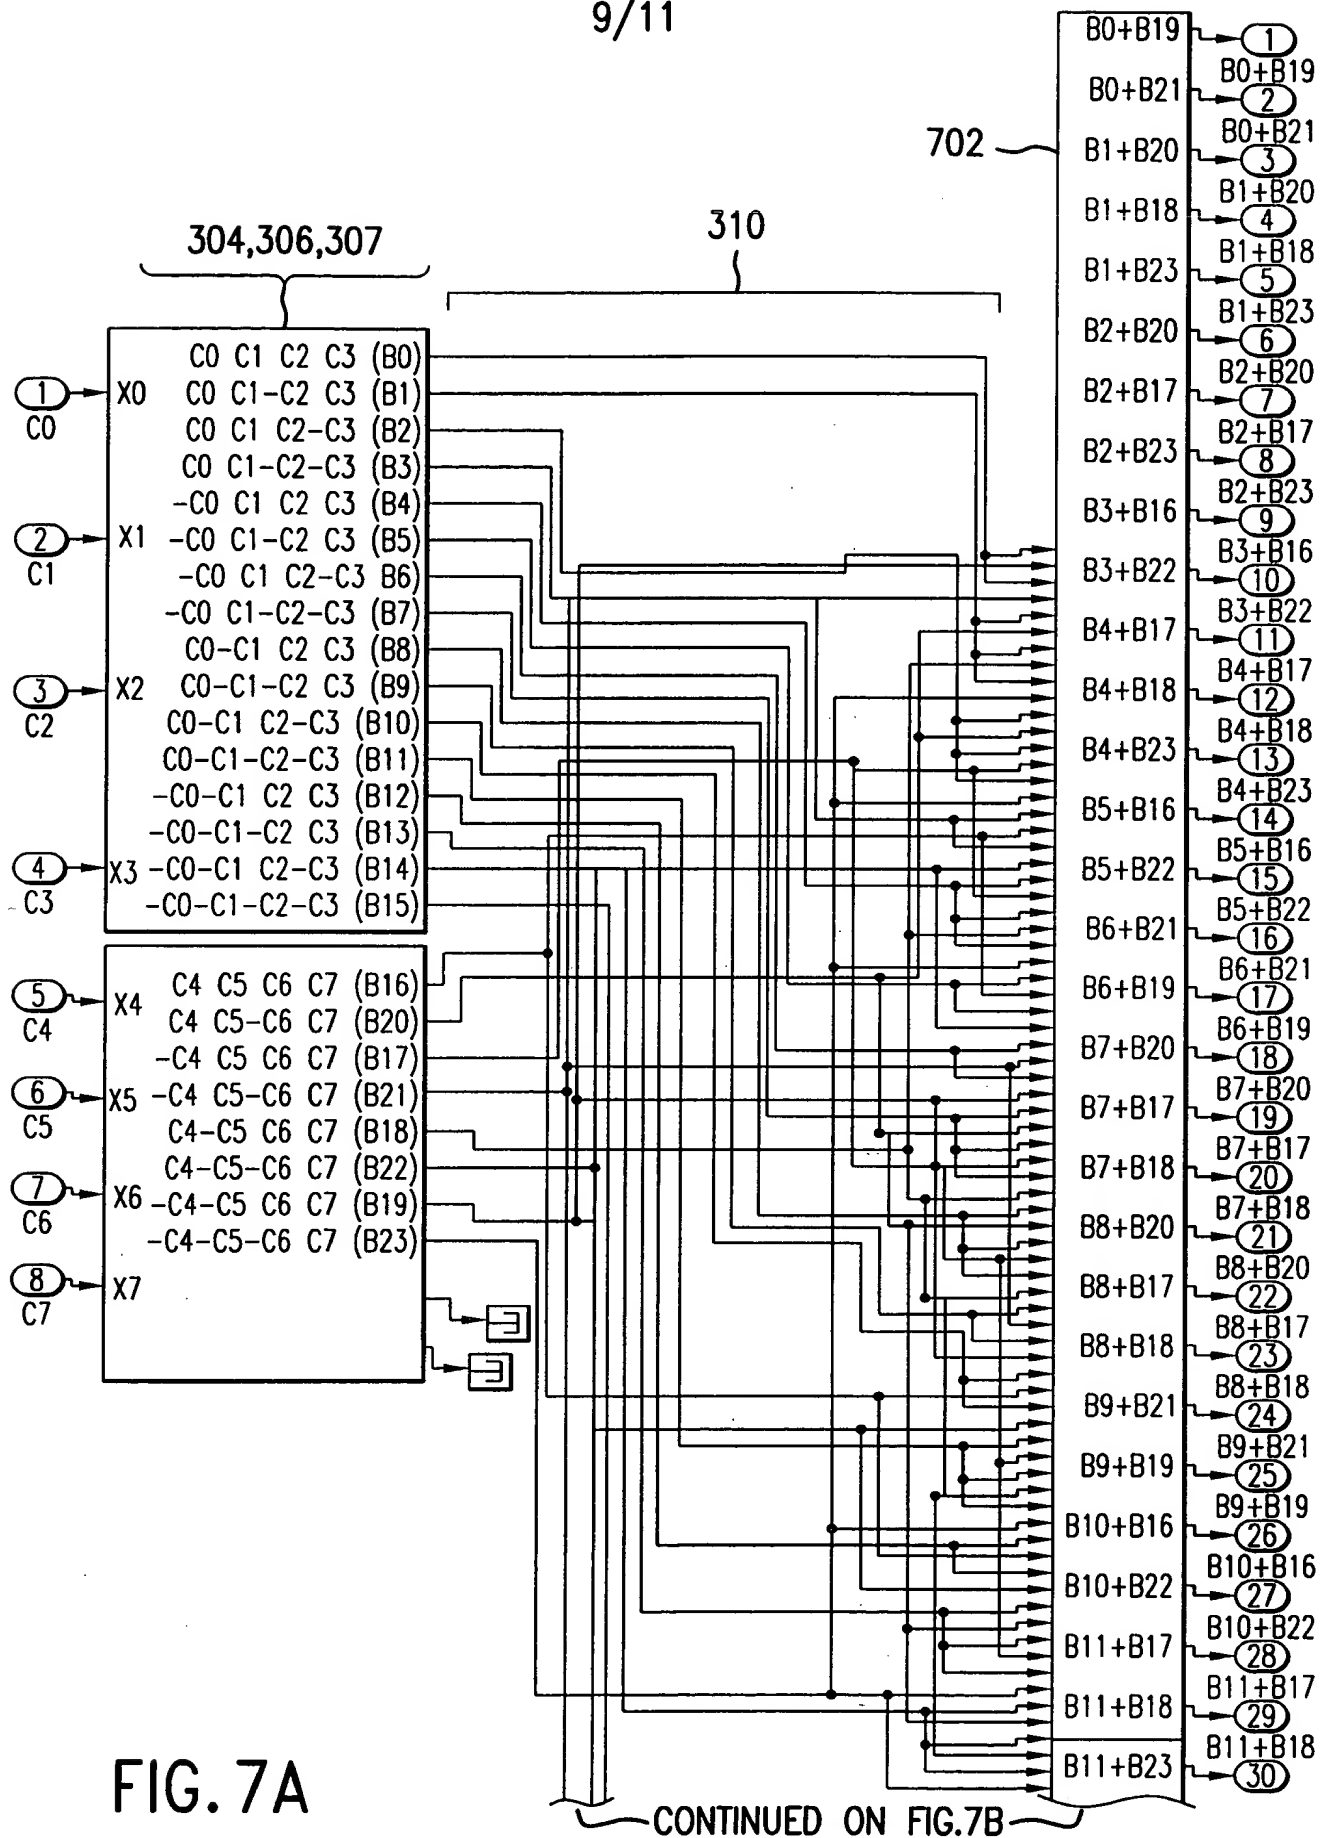 9/11
702
304,306,307
310
1
C0
2
C1
3
C2
4
C3
X0
X1
X2
X3
C0 C1 C2 C3 (B0)
C0 C1-C2 C3 (B1)
C0 C1 C2-C3 (B2)
C0 C1-C2-C3 (B3)
-C0 C1 C2 C3 (B4)
-C0 C1-C2 C3 (B5)
-C0 C1 C2-C3 B6)
-C0 C1-C2-C3 (B7)
C0-C1 C2 C3 (B8)
C0-C1-C2 C3 (B9)
C0-C1 C2-C3 (B10)
C0-C1-C2-C3 (B11)
-C0-C1 C2 C3 (B12)
-C0-C1-C2 C3 (B13)
-C0-C1 C2-C3 (B14)
-C0-C1-C2-C3 (B15)
5
C4
6
C5
7
C6
8
C7
X4
X5
X6
X7
C4 C5 C6 C7 (B16)
C4 C5-C6 C7 (B20)
-C4 C5 C6 C7 (B17)
-C4 C5-C6 C7 (B21)
C4-C5 C6 C7 (B18)
C4-C5-C6 C7 (B22)
-C4-C5 C6 C7 (B19)
-C4-C5-C6 C7 (B23)
B0+B19
B0+B21
B1+B20
B1+B18
B1+B23
B2+B20
B2+B17
B2+B23
B3+B16
B3+B22
B4+B17
B4+B18
B4+B23
B5+B16
B5+B22
B6+B21
B6+B19
B7+B20
B7+B17
B7+B18
B8+B20
B8+B17
B8+B18
B9+B21
B9+B19
B10+B16
B10+B22
B11+B17
B11+B18
B11+B23
1
B0+B19
2
B0+B21
3
B1+B20
4
B1+B18
5
B1+B23
6
B2+B20
7
B2+B17
8
B2+B23
9
B3+B16
10
B3+B22
11
B4+B17
12
B4+B18
13
B4+B23
14
B5+B16
15
B5+B22
16
B6+B21
17
B6+B19
18
B7+B20
19
B7+B17
20
B7+B18
21
B8+B20
22
B8+B17
23
B8+B18
24
B9+B21
25
B9+B19
26
B10+B16
27
B10+B22
28
B11+B17
29
B11+B18
30
FIG. 7A
CONTINUED ON FIG.7B